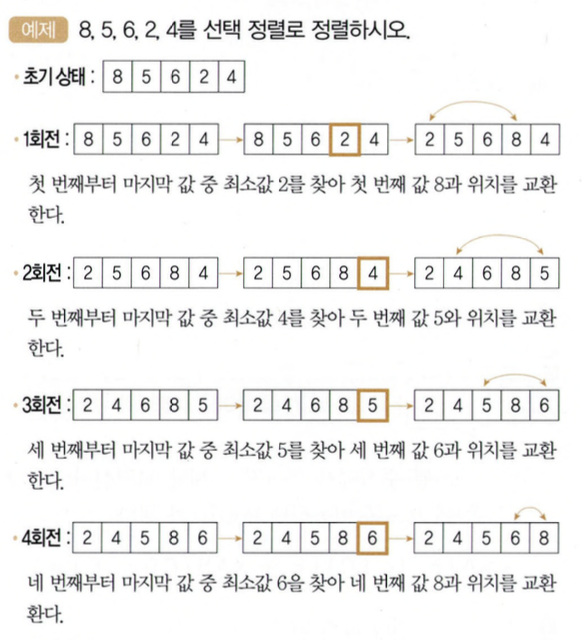 예제 8, 5, 6, 2, 4를 선택 정렬로 정렬하시오.
• 초기 상태 : 8 5 6 2 4
• 1회전 : 8 5 6 2 4 → 8 5 6 2 4 → 2 5 6 8 4
첫 번째부터 마지막 값 중 최소값 2를 찾아 첫 번째 값 8과 위치를 교환
한다.
• 2회전 : 2 5 6 8 4 → 2 5 6 8 4 → 2 4 6 8 5
두 번째부터 마지막 값 중 최소값 4를 찾아 두 번째 값 5와 위치를 교환
한다.
• 3회전 : 2 4 6 8 5 → 2 4 6 8 5 → 2 4 5 8 6
세 번째부터 마지막 값 중 최소값 5를 찾아 세 번째 값 6과 위치를 교환
한다.
• 4회전 : 2 4 5 8 6 → 2 4 5 8 6 → 2 4 5 6 8
네 번째부터 마지막 값 중 최소값 6을 찾아 네 번째 값 8과 위치를 교환
환다.